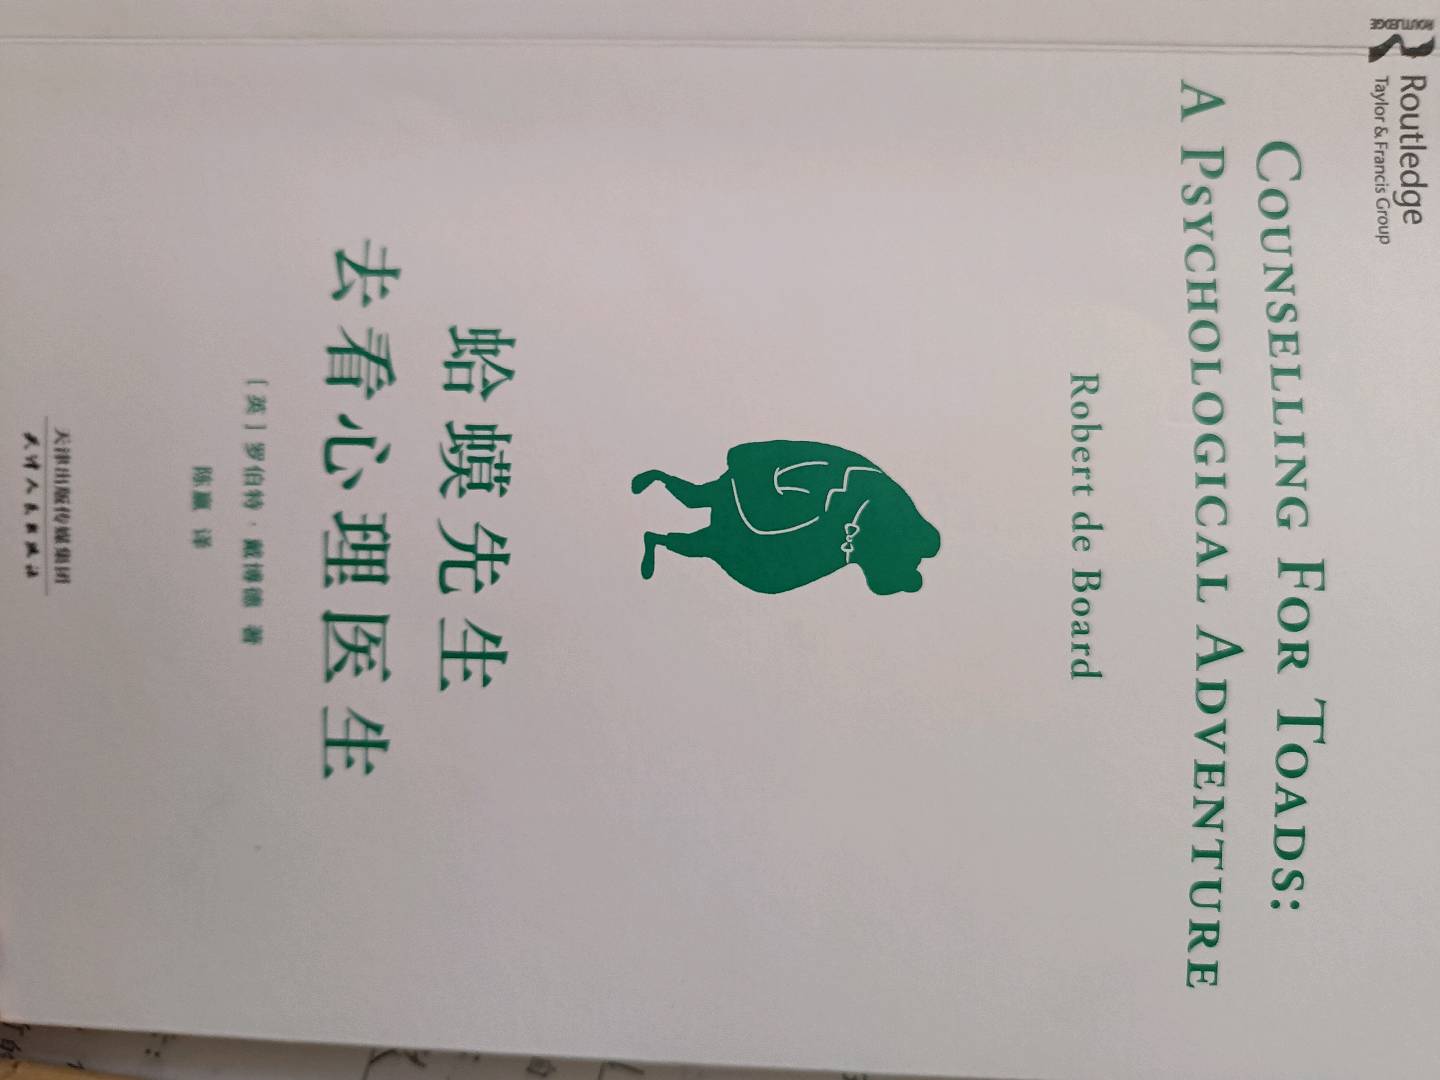 ROUTLEDGE
Routledge
Taylor & Francis Group
COUNSELLING FOR TOADS:
A PSYCHOLOGICAL ADVENTURE
Robert de Board
蛤蟆先生
去看心理医生
[英] 罗伯特·戴博德 著
陈赢 译
天津出版传媒集团
天津人民出版社